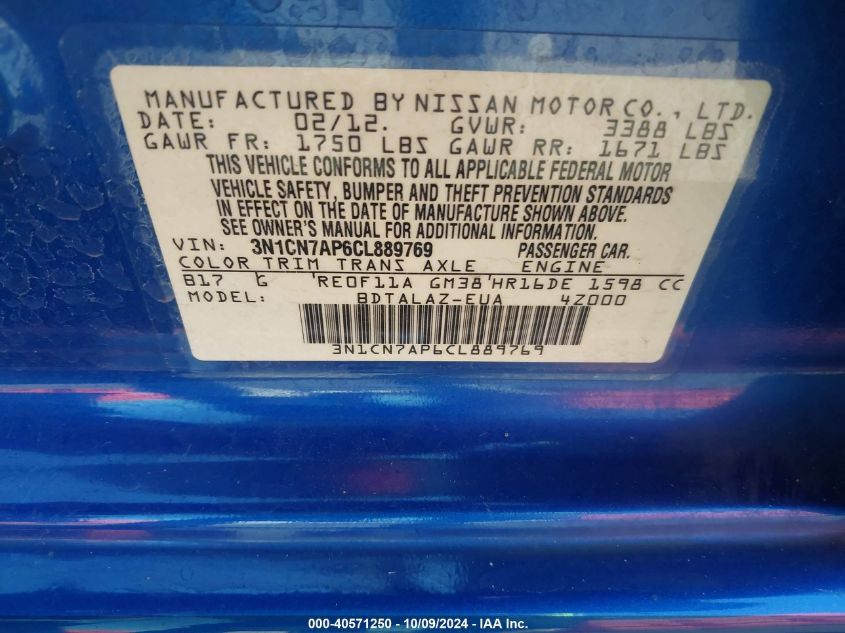 MANUFACTURED BY NISSAN MOTOR CO., LTD.
DATE: 02/12. GVWR: 3388 LBS
GAWR FR: 1750 LBS GAWR RR: 1671 LBS
THIS VEHICLE CONFORMS TO ALL APPLICABLE FEDERAL MOTOR
VEHICLE SAFETY, BUMPER AND THEFT PREVENTION STANDARDS
IN EFFECT ON THE DATE OF MANUFACTURE SHOWN ABOVE.
SEE OWNER'S MANUAL FOR ADDITIONAL INFORMATION.
VIN: 3N1CN7AP6CL889769 PASSENGER CAR.
COLOR TRIM TRANS AXLE ENGINE
B17 G 'RE0F11A GM38'HR16DE 1598 CC
MODEL: BDTALAZ-EUA 4Z000
3N1CN7AP6CL889769
000-40571250 - 10/09/2024 - IAA Inc.